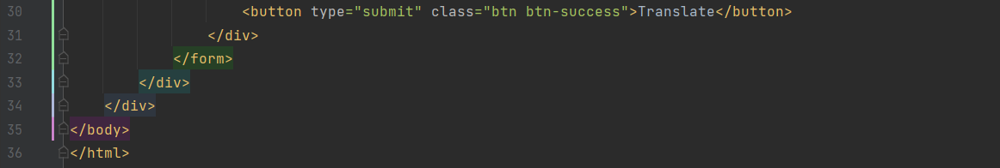 30 <button type="submit" class="btn btn-success">Translate</button>
31 </div>
32 </form>
33 </div>
34 </div>
35 </body>
36 </html>